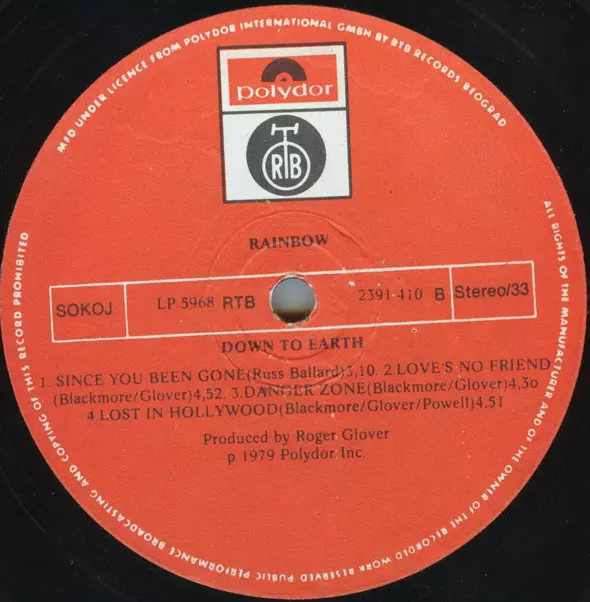 MFD UNDER LICENCE FROM POLYDOR INTERNATIONAL GMBH BY RTB RECORDS BEOGRAD
polydor
RTB
RAINBOW
SOKOJ LP 5968 RTB 2391 410 B Stereo/33
DOWN TO EARTH
1. SINCE YOU BEEN GONE(Russ Ballard)3,10. 2.LOVE'S NO FRIEND
(Blackmore/Glover)4,52. 3.DANGER ZONE(Blackmore/Glover)4,3o
4.LOST IN HOLLYWOOD(Blackmore/Glover/Powell)4,51
Produced by Roger Glover
p 1979 Polydor Inc.
ALL RIGHTS OF THE MANUFACTURER AND OF THE OWNER OF THE RECORDED WORK RESERVED PUBLIC PERFORMANCE BROADCASTING AND COPYING OF THIS RECORD PROHIBITED